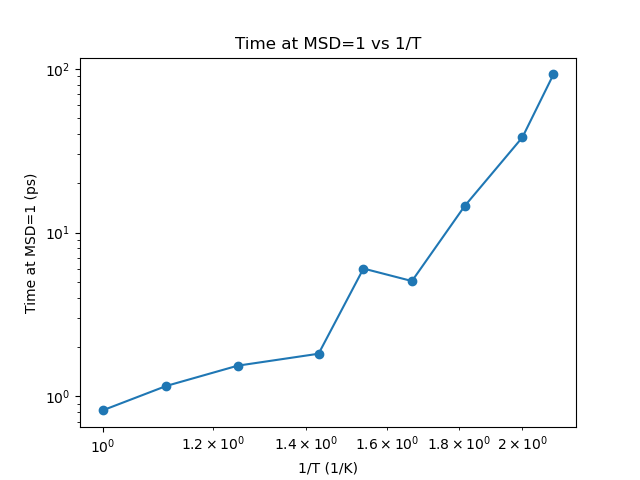 Time at MSD=1 vs 1/T
Time at MSD=1 (ps)
10²
10¹
10⁰
10⁰
1.2 × 10⁰
1.4 × 10⁰
1.6 × 10⁰
1.8 × 10⁰
2 × 10⁰
1/T (1/K)